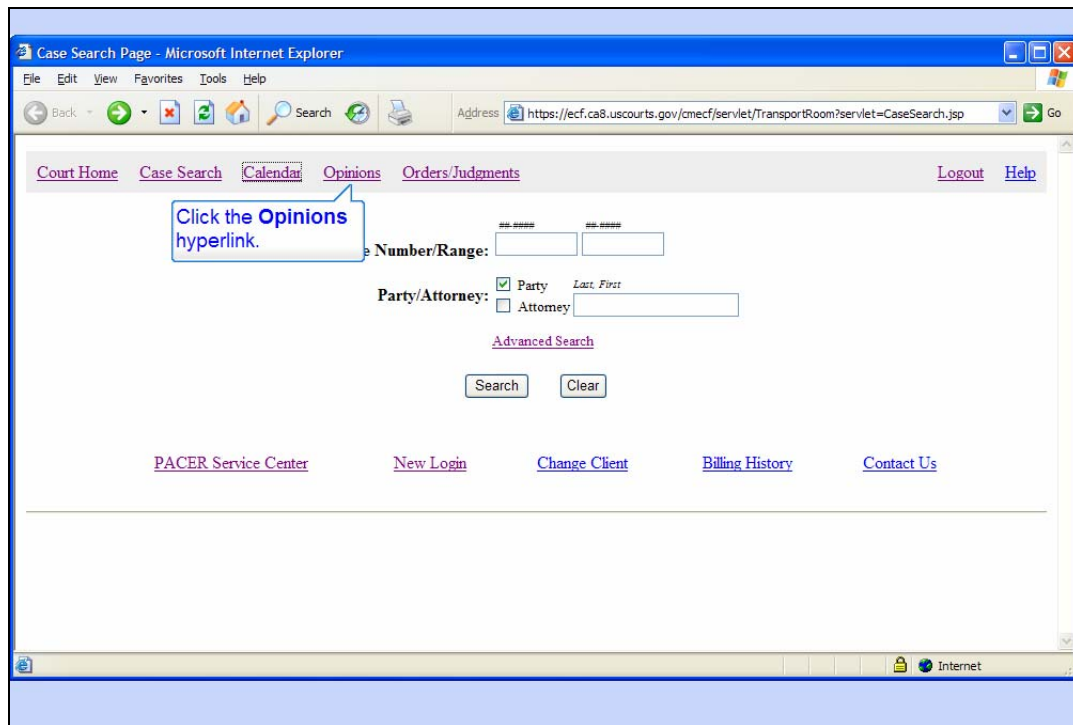 Case Search Page - Microsoft Internet Explorer
File Edit View Favorites Tools Help
Back Search Address https://ecf.ca8.uscourts.gov/cmecf/servlet/TransportRoom?servlet=CaseSearch.jsp Go
Court Home Case Search Calendar Opinions Orders/Judgments Logout Help
Click the Opinions
hyperlink.
##-#### ##-####
e Number/Range:
Party/Attorney: Party Last, First
Attorney
Advanced Search
Search Clear
PACER Service Center New Login Change Client Billing History Contact Us
Internet